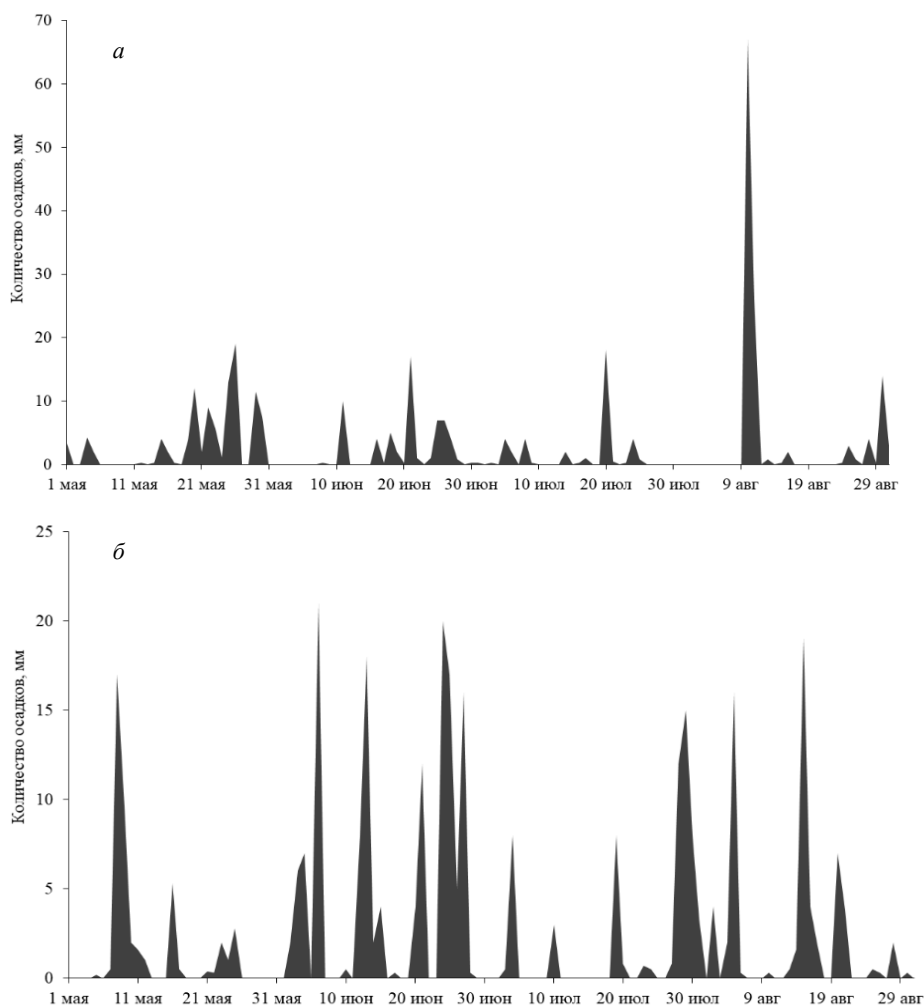 а
Количество осадков, мм
70
60
50
40
30
20
10
0
1 мая 11 мая 21 мая 31 мая 10 июн 20 июн 30 июн 10 июл 20 июл 30 июл 9 авг 19 авг 29 авг
б
Количество осадков, мм
25
20
15
10
5
0
1 мая 11 мая 21 мая 31 мая 10 июн 20 июн 30 июн 10 июл 20 июл 30 июл 9 авг 19 авг 29 авг